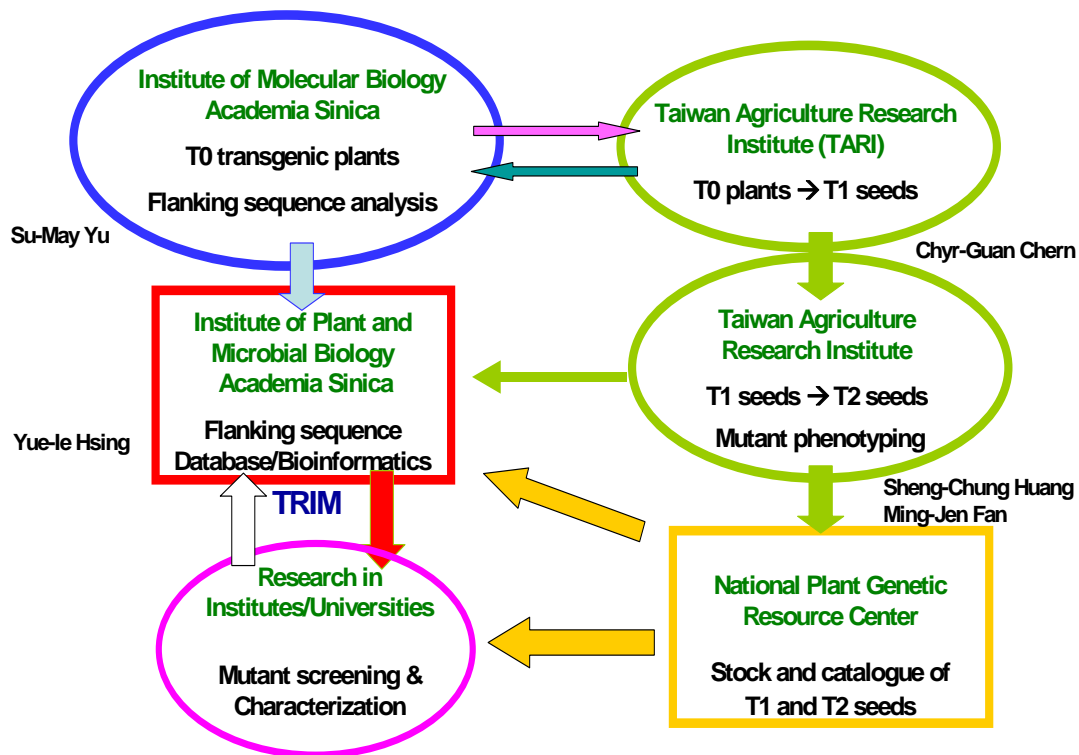 Institute of Molecular Biology
Academia Sinica
T0 transgenic plants
Flanking sequence analysis
Su-May Yu
Taiwan Agriculture Research
Institute (TARI)
T0 plants → T1 seeds
Chyr-Guan Chern
Institute of Plant and
Microbial Biology
Academia Sinica
Flanking sequence
Database/Bioinformatics
Yue-Ie Hsing
TRIM
Taiwan Agriculture
Research Institute
T1 seeds → T2 seeds
Mutant phenotyping
Sheng-Chung Huang
Ming-Jen Fan
Research in
Institutes/Universities
Mutant screening &
Characterization
National Plant Genetic
Resource Center
Stock and catalogue of
T1 and T2 seeds